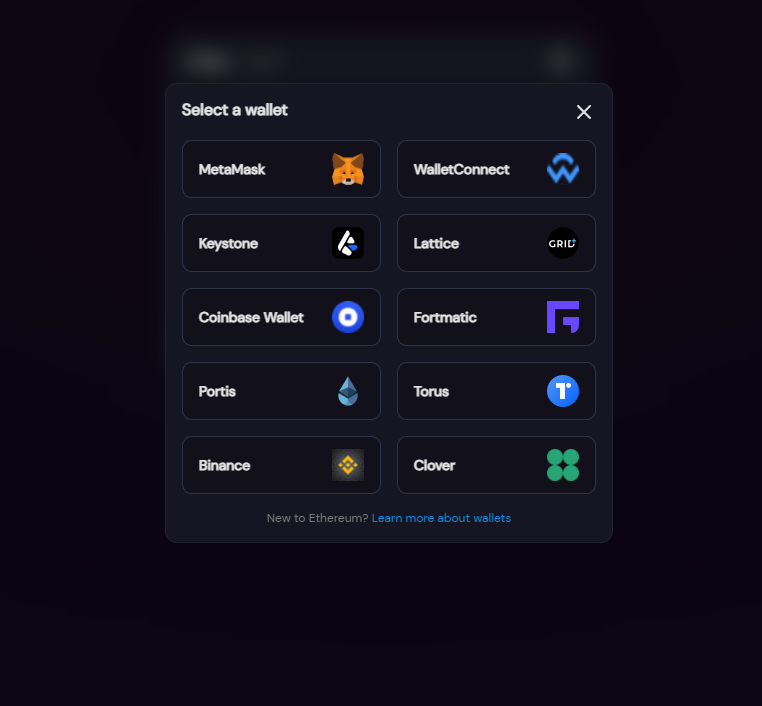 Select a wallet
MetaMask
WalletConnect
Keystone
Lattice
GRID+
Coinbase Wallet
Fortmatic
Portis
Torus
Binance
Clover
New to Ethereum? Learn more about wallets